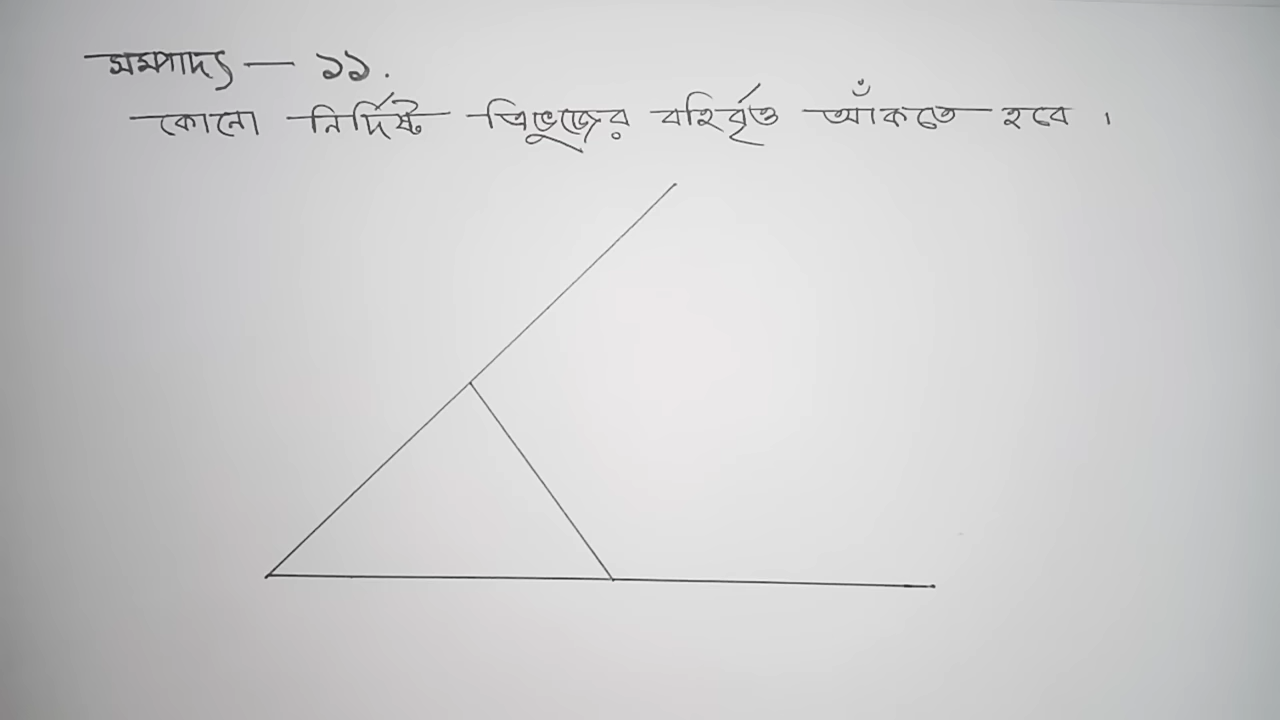 সম্পাদ্য — ১১.
কোনো নির্দিষ্ট ত্রিভুজের বহির্বৃত্ত আঁকতে হবে ।